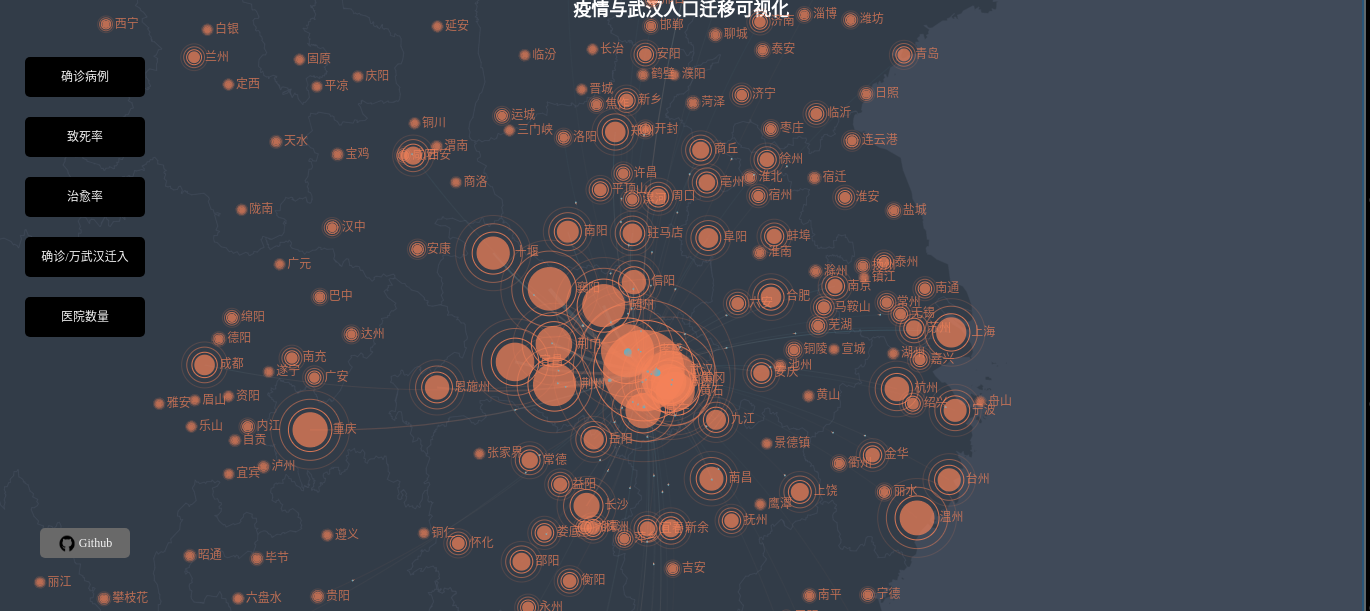 疫情与武汉人口迁移可视化
确诊病例
致死率
治愈率
确诊/万武汉迁入
医院数量
Github
西宁
白银
延安
邯郸
聊城
济南
淄博
潍坊
兰州
固原
临汾
长治
安阳
泰安
青岛
定西
平凉
庆阳
鹤壁
濮阳
晋城
新乡
菏泽
济宁
日照
运城
临沂
铜川
三门峡
洛阳
开封
枣庄
连云港
天水
宝鸡
渭南
西安
商丘
徐州
商洛
许昌
平顶山
周口
亳州
淮北
宿迁
宿州
淮安
陇南
汉中
盐城
安康
十堰
南阳
驻马店
阜阳
蚌埠
淮南
广元
滁州
泰州
镇江
巴中
信阳
合肥
南京
南通
绵阳
随州
六安
马鞍山
常州
无锡
德阳
达州
芜湖
上海
成都
南充
荆门
铜陵
宣城
湖州
嘉兴
遂宁
广安
恩施州
荆州
黄冈
黄石
安庆
池州
杭州
雅安
眉山
资阳
黄山
绍兴
宁波
舟山
乐山
内江
自贡
重庆
岳阳
九江
景德镇
宜宾
泸州
张家界
常德
金华
衢州
益阳
南昌
上饶
丽水
台州
长沙
鹰潭
温州
遵义
铜仁
怀化
娄底
新余
抚州
昭通
毕节
邵阳
衡阳
吉安
丽江
攀枝花
六盘水
贵阳
永州
南平
宁德